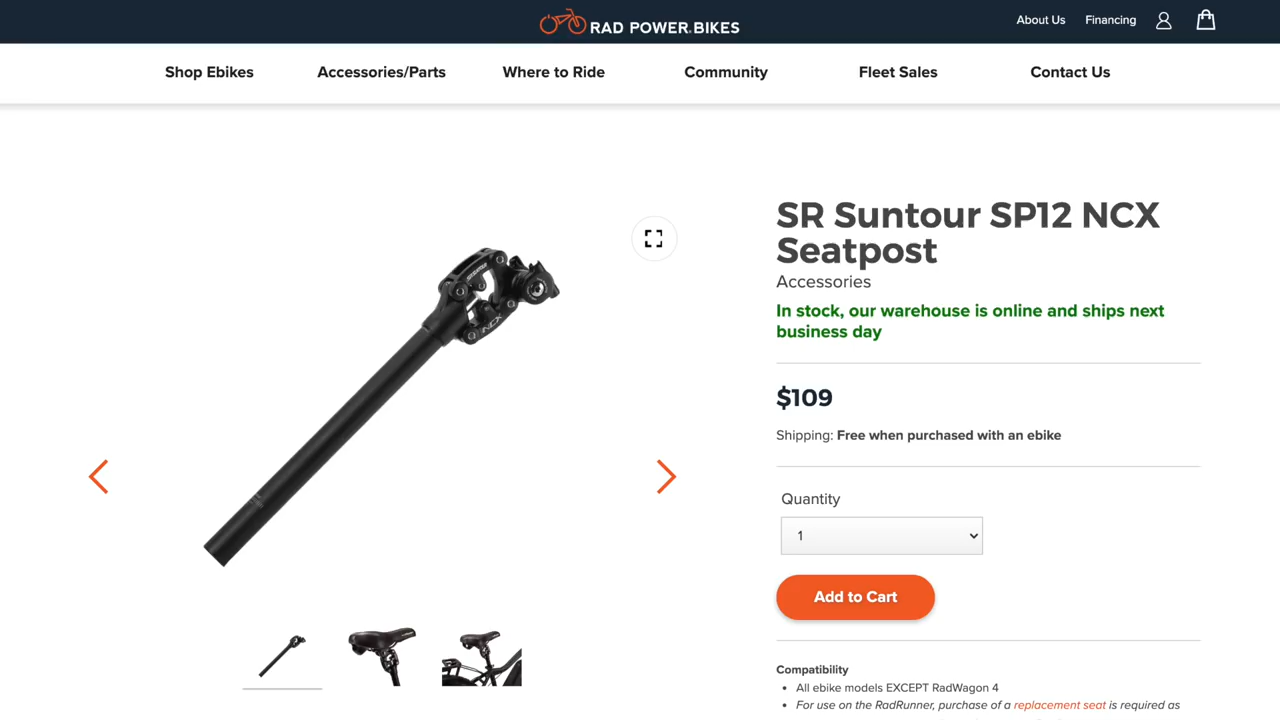 RAD POWER BIKES
About Us
Financing
Shop Ebikes
Accessories/Parts
Where to Ride
Community
Fleet Sales
Contact Us
SR Suntour SP12 NCX
Seatpost
Accessories
In stock, our warehouse is online and ships next
business day
$109
Shipping: Free when purchased with an ebike
Quantity
1
Add to Cart
Compatibility
All ebike models EXCEPT RadWagon 4
For use on the RadRunner, purchase of a replacement seat is required as
NCX